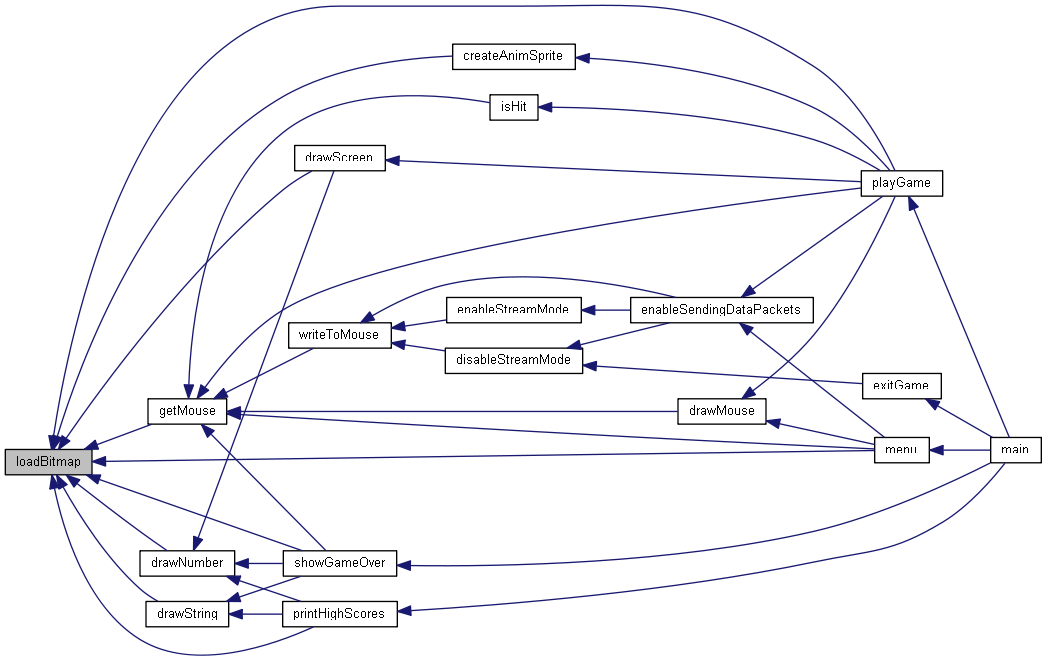 createAnimSprite
isHit
drawScreen
playGame
enableStreamMode
enableSendingDataPackets
writeToMouse
disableStreamMode
exitGame
getMouse
drawMouse
menu
main
loadBitmap
drawNumber
showGameOver
drawString
printHighScores